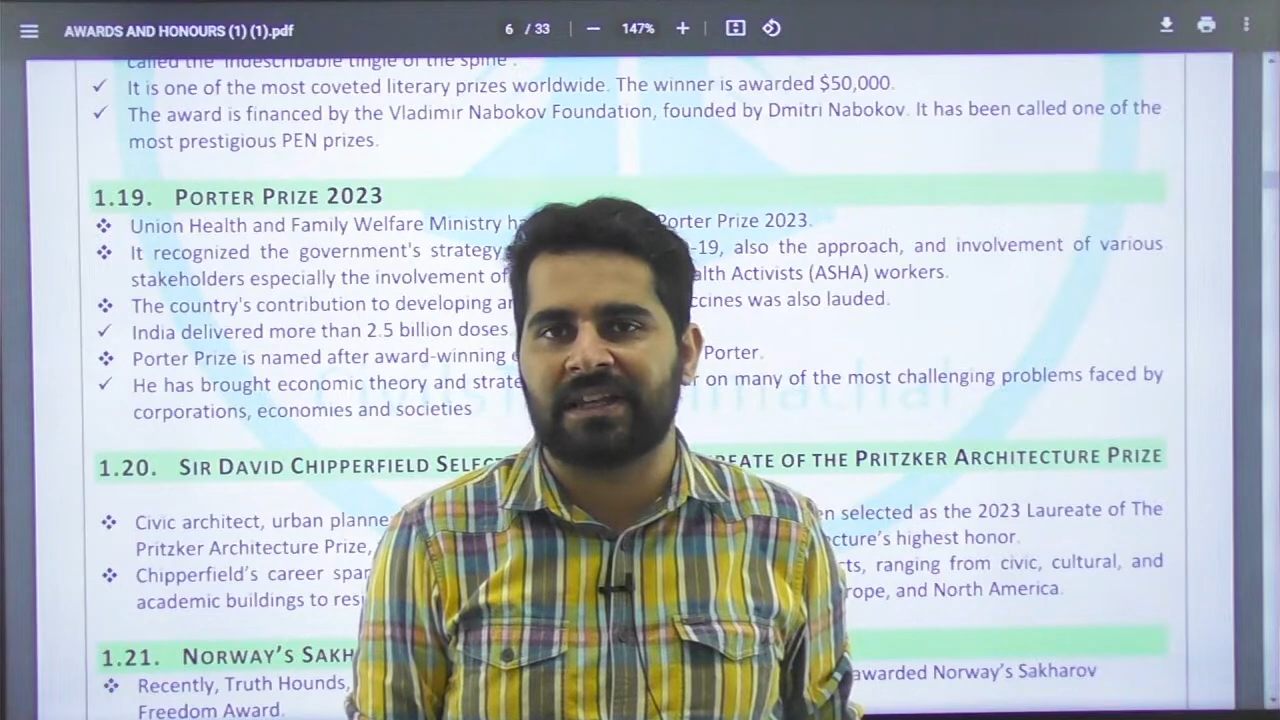 AWARDS AND HONOURS (1) (1).pdf 6 / 33 147%
called the indescribable tingle of the spine .
✓ It is one of the most coveted literary prizes worldwide. The winner is awarded $50,000.
✓ The award is financed by the Vladimir Nabokov Foundation, founded by Dmitri Nabokov. It has been called one of the
most prestigious PEN prizes.
1.19. PORTER PRIZE 2023
❖ Union Health and Family Welfare Ministry ha Porter Prize 2023.
❖ It recognized the government's strategy -19, also the approach, and involvement of various
stakeholders especially the involvement of alth Activists (ASHA) workers.
❖ The country's contribution to developing an ccines was also lauded.
✓ India delivered more than 2.5 billion doses
❖ Porter Prize is named after award-winning e Porter.
✓ He has brought economic theory and strate r on many of the most challenging problems faced by
corporations, economies and societies
1.20. SIR DAVID CHIPPERFIELD SELEC REATE OF THE PRITZKER ARCHITECTURE PRIZE
❖ Civic architect, urban planne en selected as the 2023 Laureate of The
Pritzker Architecture Prize, ecture's highest honor.
❖ Chipperfield's career spar cts, ranging from civic, cultural, and
academic buildings to resi rope, and North America.
1.21. NORWAY'S SAKH
❖ Recently, Truth Hounds, awarded Norway's Sakharov
Freedom Award.